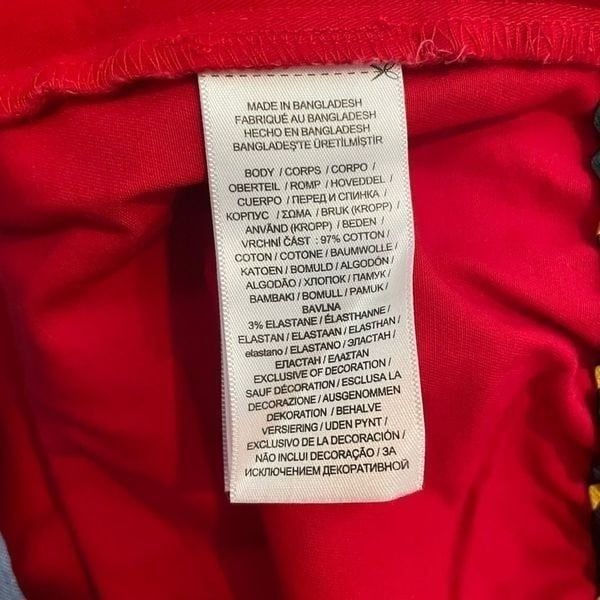 MADE IN BANGLADESH
FABRIQUÉ AU BANGLADESH
HECHO EN BANGLADESH
BANGLADEŞ'TE ÜRETİLMİŞTİR
BODY / CORPS / CORPO /
OBERTEIL / ROMP / HOVEDDEL /
CUERPO / ПЕРЕД И СПИНКА /
КОРПУС / ΣΩΜΑ / BRUK (KROPP) /
ANVÄND (KROPP) / BEDEN /
VRCHNÍ ČÁST : 97% COTTON /
COTON / COTONE / BAUMWOLLE /
KATOEN / BOMULD / ALGODÓN /
ALGODÃO / ХЛОПОК / ПАМУК /
ΒΑΜΒΑΚΙ / BOMULL / PAMUK /
BAVLNA
3% ELASTANE / ÉLASTHANNE /
ELASTAN / ELASTAAN / ELASTHAN /
elastano / ELASTANO / ЭЛАСТАН /
ЕЛАСТАН / ΕΛΑΣΤΑΝ
EXCLUSIVE OF DECORATION /
SAUF DÉCORATION / ESCLUSA LA
DECORAZIONE / AUSGENOMMEN
DEKORATION / BEHALVE
VERSIERING / UDEN PYNT /
EXCLUSIVO DE LA DECORACIÓN /
NÃO INCLUI DECORAÇÃO / ЗА
ИСКЛЮЧЕНИЕМ ДЕКОРАТИВНОЙ